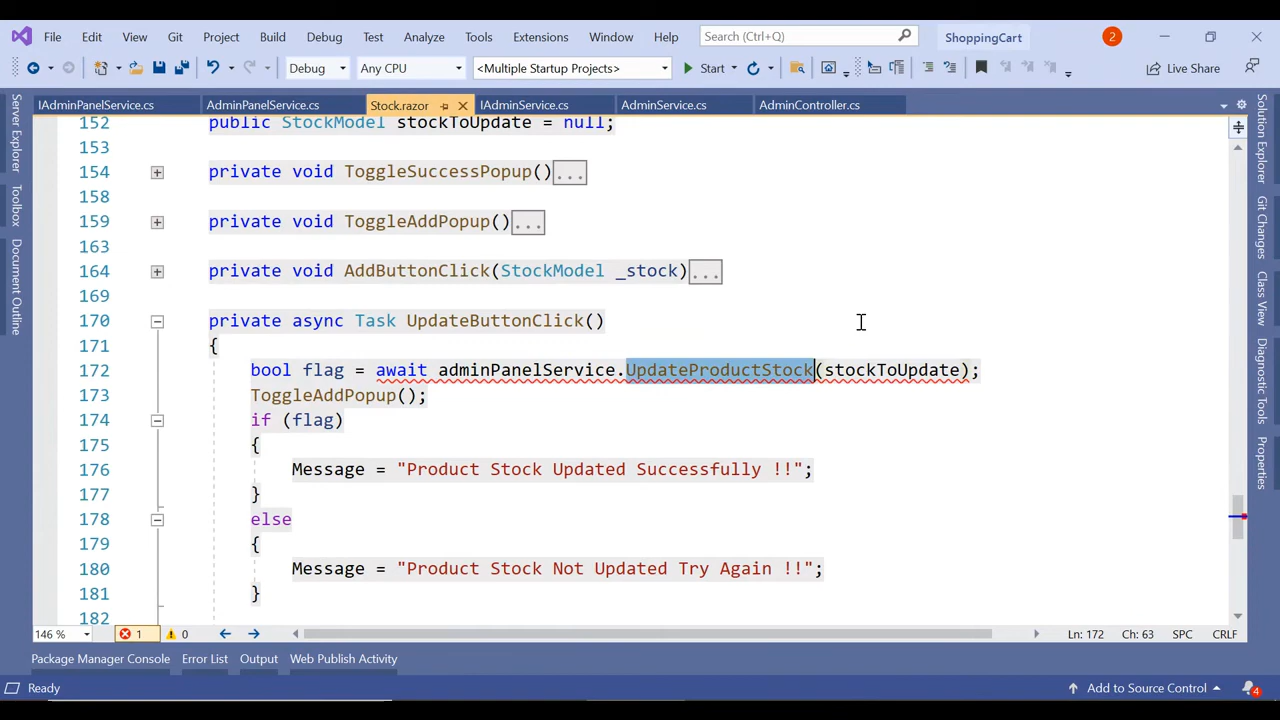 File Edit View Git Project Build Debug Test Analyze Tools Extensions Window Help Search (Ctrl+Q) ShoppingCart 2
Debug Any CPU <Multiple Startup Projects> Start Live Share
IAdminPanelService.cs AdminPanelService.cs Stock.razor IAdminService.cs AdminService.cs AdminController.cs
Server Explorer
Toolbox
Document Outline
152 public StockModel stockToUpdate = null;
153
154 private void ToggleSuccessPopup()...
158
159 private void ToggleAddPopup()...
163
164 private void AddButtonClick(StockModel _stock)...
169
170 private async Task UpdateButtonClick()
171 {
172 bool flag = await adminPanelService.UpdateProductStock(stockToUpdate);
173 ToggleAddPopup();
174 if (flag)
175 {
176 Message = "Product Stock Updated Successfully !!";
177 }
178 else
179 {
180 Message = "Product Stock Not Updated Try Again !!";
181 }
182
Solution Explorer
Git Changes
Class View
Diagnostic Tools
Properties
146 % 1 0 Ln: 172 Ch: 63 SPC CRLF
Package Manager Console Error List Output Web Publish Activity
Ready Add to Source Control 4